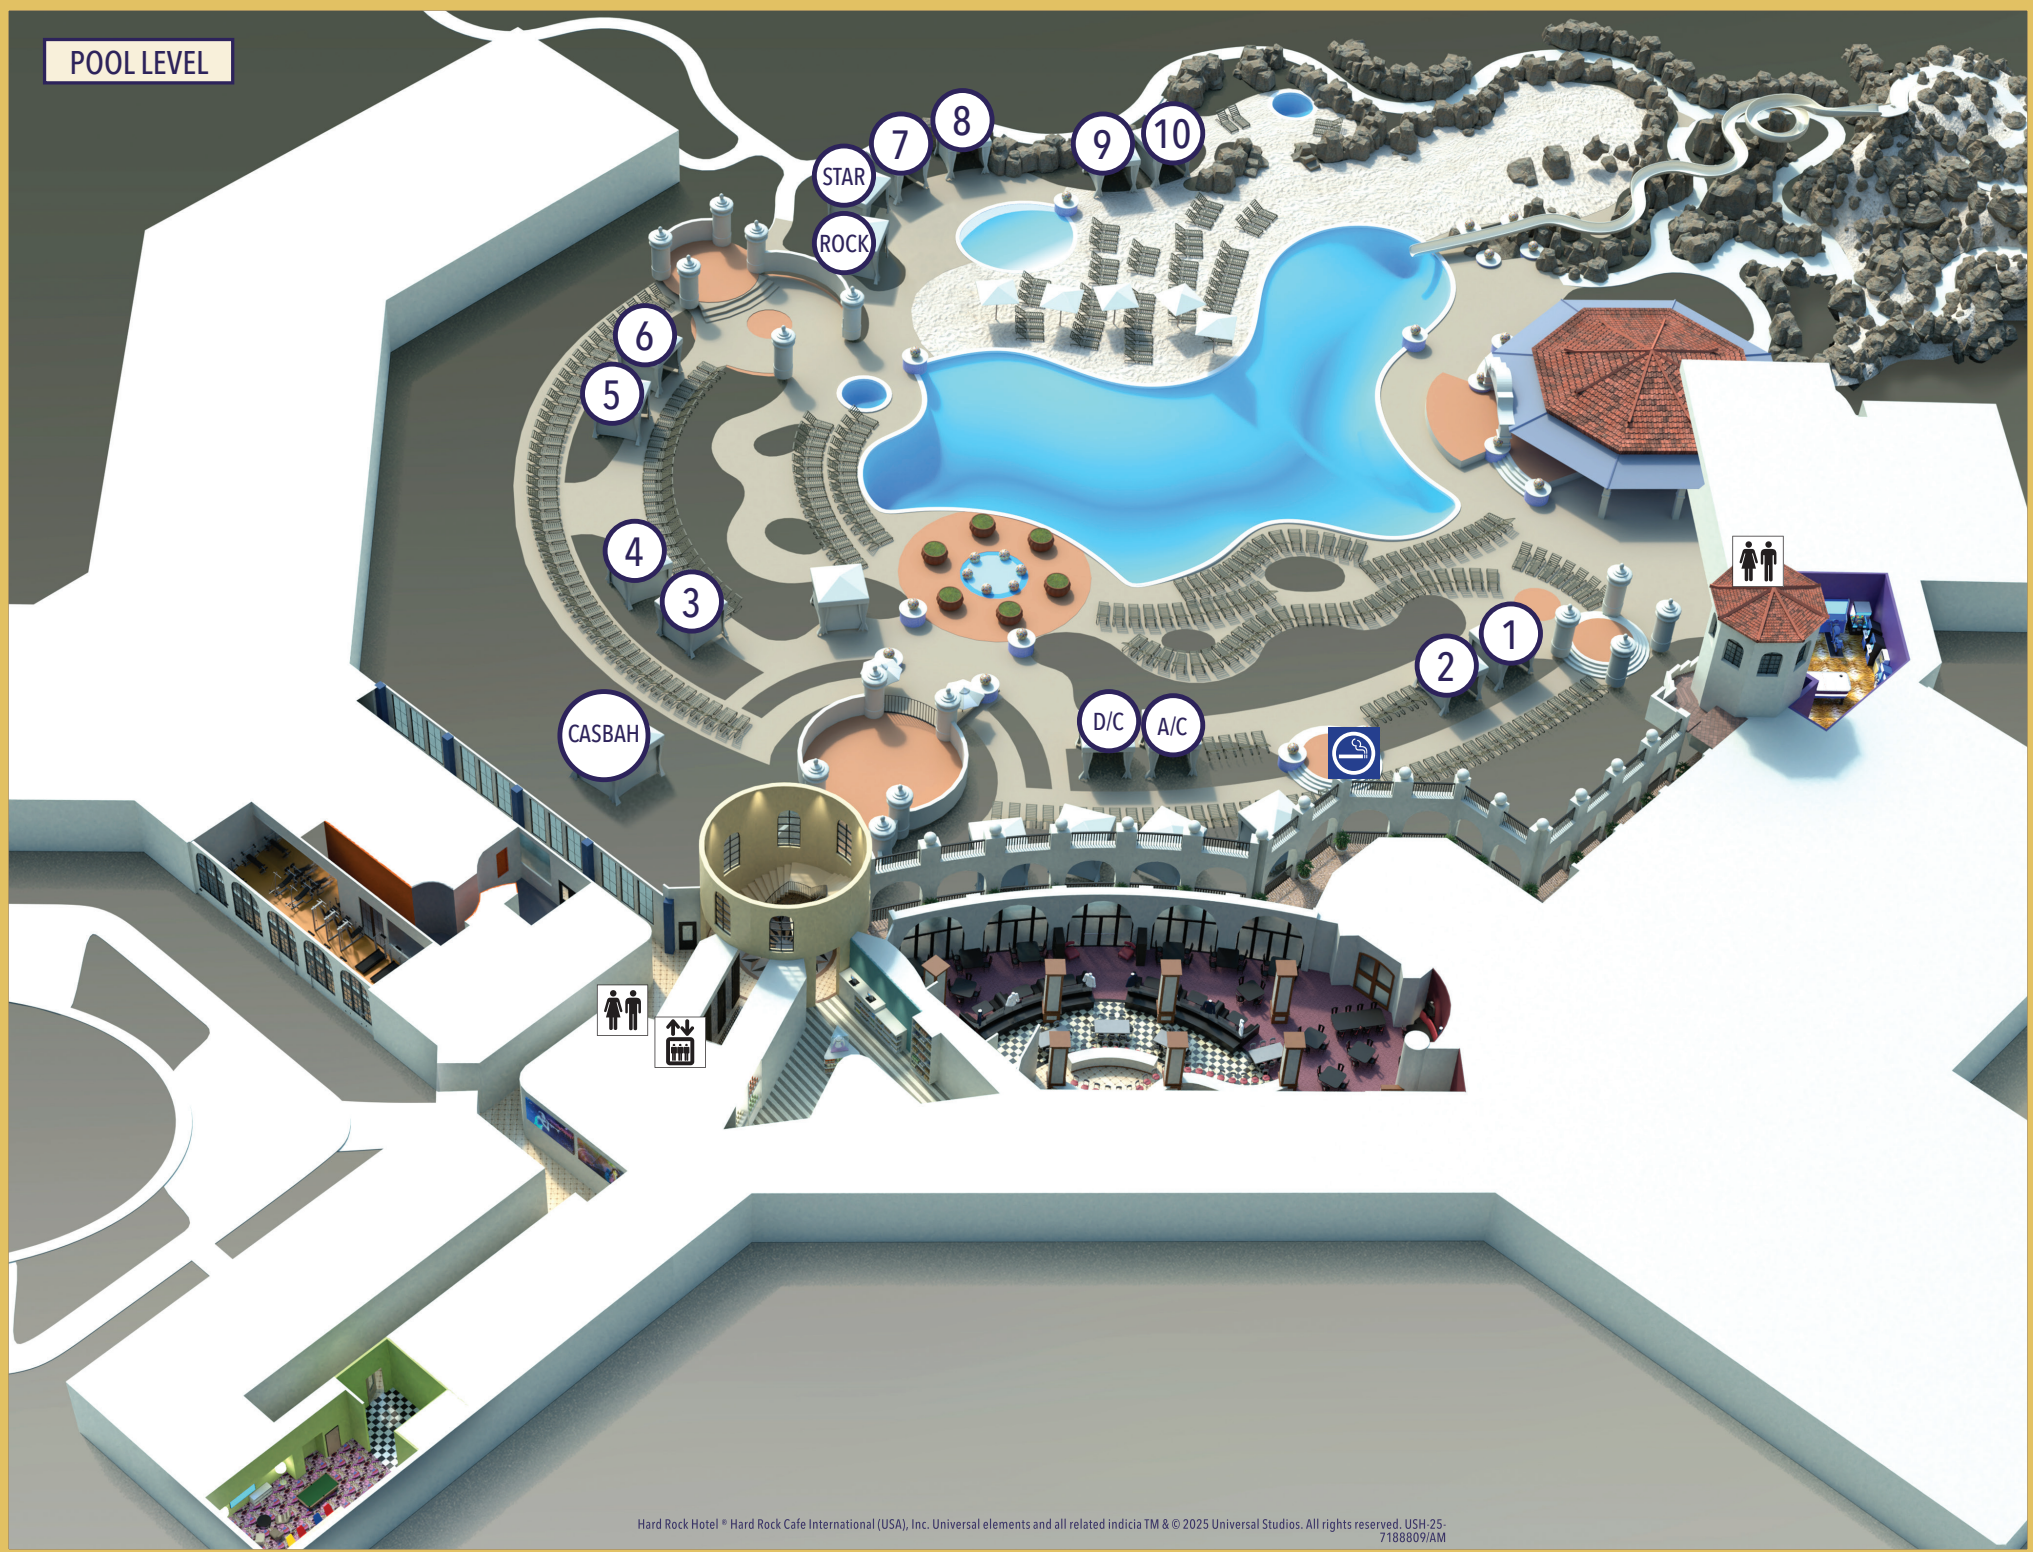 POOL LEVEL
8
10
7
9
STAR
ROCK
6
5
4
3
1
2
D/C
A/C
CASBAH
Hard Rock Hotel ® Hard Rock Cafe International (USA), Inc. Universal elements and all related indicia TM & © 2025 Universal Studios. All rights reserved. USH-25-
7188809/AM